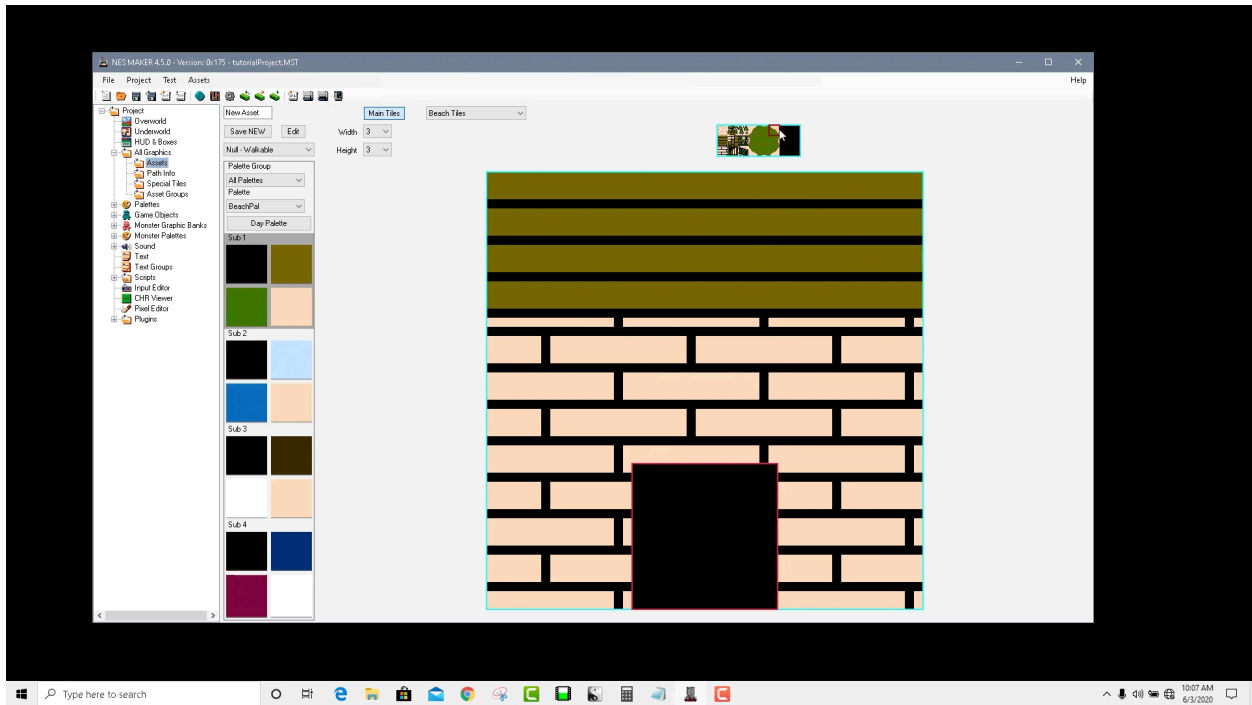 NES MAKER 4.5.0 - Version: 0x175 - tutorialProject.MST
File Project Test Assets Help
Project
Overworld
Underworld
HUD & Boxes
All Graphics
Assets
Path Info
Special Tiles
Asset Groups
Palettes
Game Objects
Monster Graphic Banks
Monster Palettes
Sound
Text
Text Groups
Scripts
Input Editor
CHR Viewer
Pixel Editor
Plugins
New Asset
Save NEW Edit
Null - Walkable
Palette Group
All Palettes
Palette
BeachPal
Day Palette
Sub 1
Sub 2
Sub 3
Sub 4
Main Tiles Beach Tiles
Width 3
Height 3
Type here to search
10:07 AM
6/3/2020